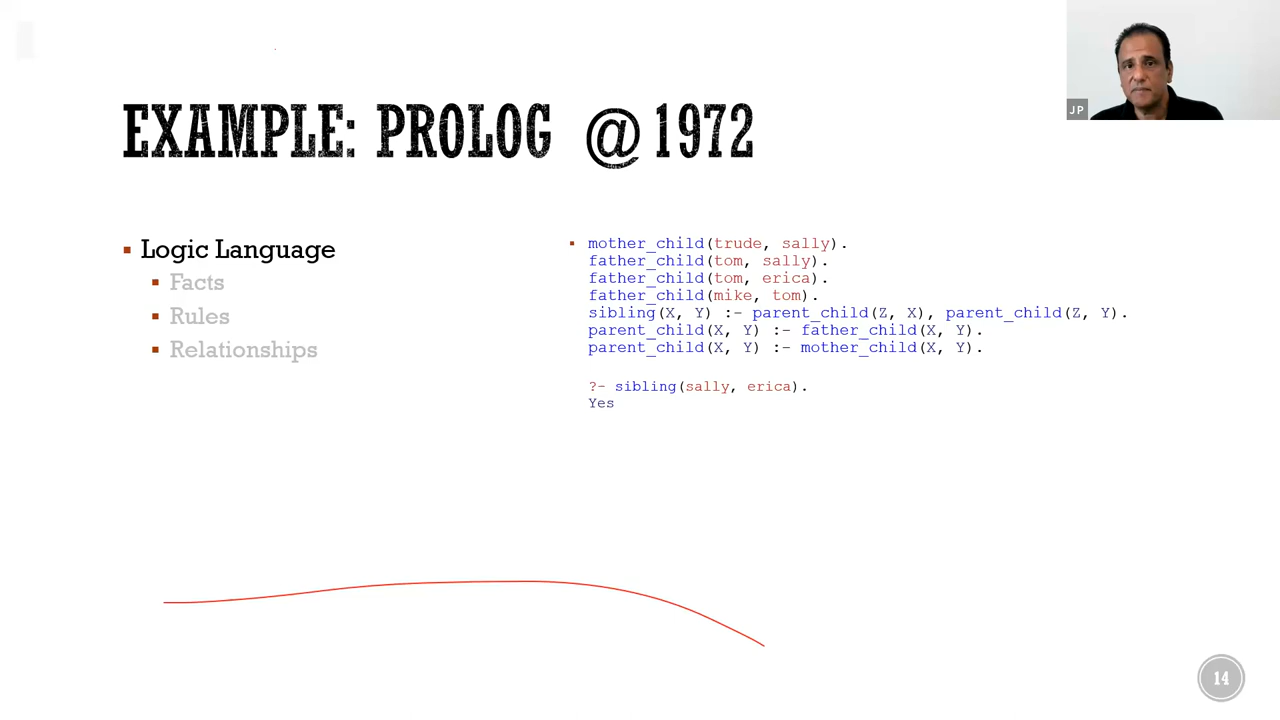 JP
EXAMPLE: PROLOG @ 1972
Logic Language
Facts
Rules
Relationships
mother_child(trude, sally).
father_child(tom, sally).
father_child(tom, erica).
father_child(mike, tom).
sibling(X, Y) :- parent_child(Z, X), parent_child(Z, Y).
parent_child(X, Y) :- father_child(X, Y).
parent_child(X, Y) :- mother_child(X, Y).
?- sibling(sally, erica).
Yes
14